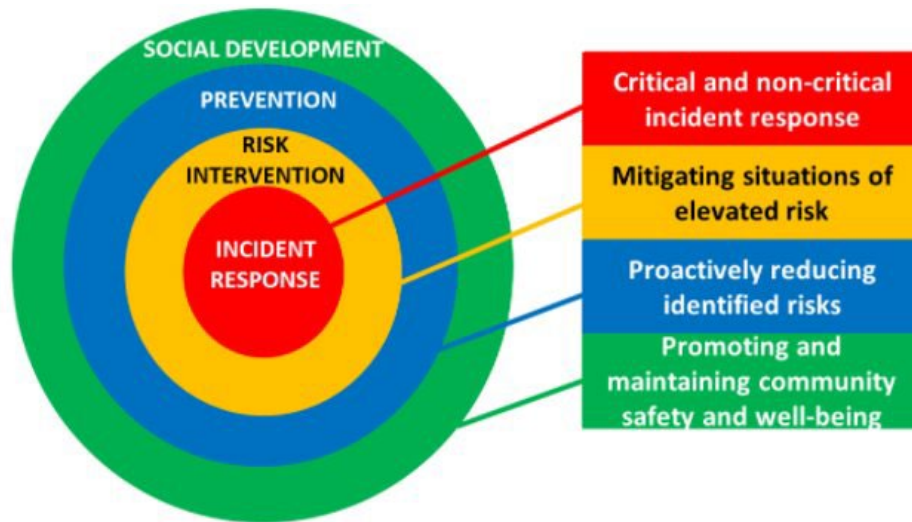 SOCIAL DEVELOPMENT
PREVENTION
RISK
INTERVENTION
INCIDENT
RESPONSE
Critical and non-critical
incident response
Mitigating situations of
elevated risk
Proactively reducing
identified risks
Promoting and
maintaining community
safety and well-being